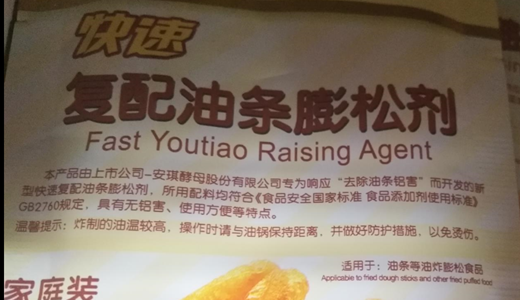 快速
复配油条膨松剂
Fast Youtiao Raising Agent
本产品由上市公司-安琪酵母股份有限公司专为响应“去除油条铝害”而开发的新
型快速复配油条膨松剂，所用配料均符合《食品安全国家标准 食品添加剂使用标准》
GB2760规定，具有无铝害、使用方便等特点。
温馨提示：炸制的油温较高，操作时请与油锅保持距离，并做好防护措施，以免烫伤。
适用于：油条等油炸膨松食品
Applicable to fried dough sticks and other fried puffed food
家庭装